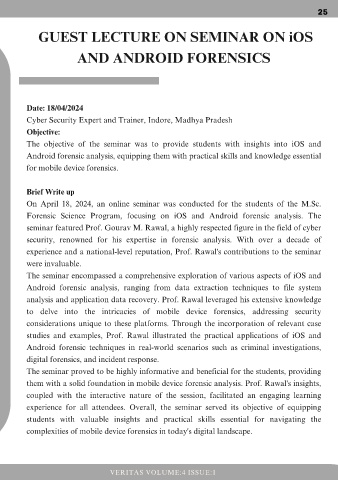 25
GUEST LECTURE ON SEMINAR ON iOS
AND ANDROID FORENSICS
Date: 18/04/2024
Cyber Security Expert and Trainer, Indore, Madhya Pradesh
Objective:
The objective of the seminar was to provide students with insights into iOS and
Android forensic analysis, equipping them with practical skills and knowledge essential
for mobile device forensics.
Brief Write up
On April 18, 2024, an online seminar was conducted for the students of the M.Sc.
Forensic Science Program, focusing on iOS and Android forensic analysis. The
seminar featured Prof. Gourav M. Rawal, a highly respected figure in the field of cyber
security, renowned for his expertise in forensic analysis. With over a decade of
experience and a national-level reputation, Prof. Rawal's contributions to the seminar
were invaluable.
The seminar encompassed a comprehensive exploration of various aspects of iOS and
Android forensic analysis, ranging from data extraction techniques to file system
analysis and application data recovery. Prof. Rawal leveraged his extensive knowledge
to delve into the intricacies of mobile device forensics, addressing security
considerations unique to these platforms. Through the incorporation of relevant case
studies and examples, Prof. Rawal illustrated the practical applications of iOS and
Android forensic techniques in real-world scenarios such as criminal investigations,
digital forensics, and incident response.
The seminar proved to be highly informative and beneficial for the students, providing
them with a solid foundation in mobile device forensic analysis. Prof. Rawal's insights,
coupled with the interactive nature of the session, facilitated an engaging learning
experience for all attendees. Overall, the seminar served its objective of equipping
students with valuable insights and practical skills essential for navigating the
complexities of mobile device forensics in today's digital landscape.
VERITAS VOLUME:4 ISSUE:1